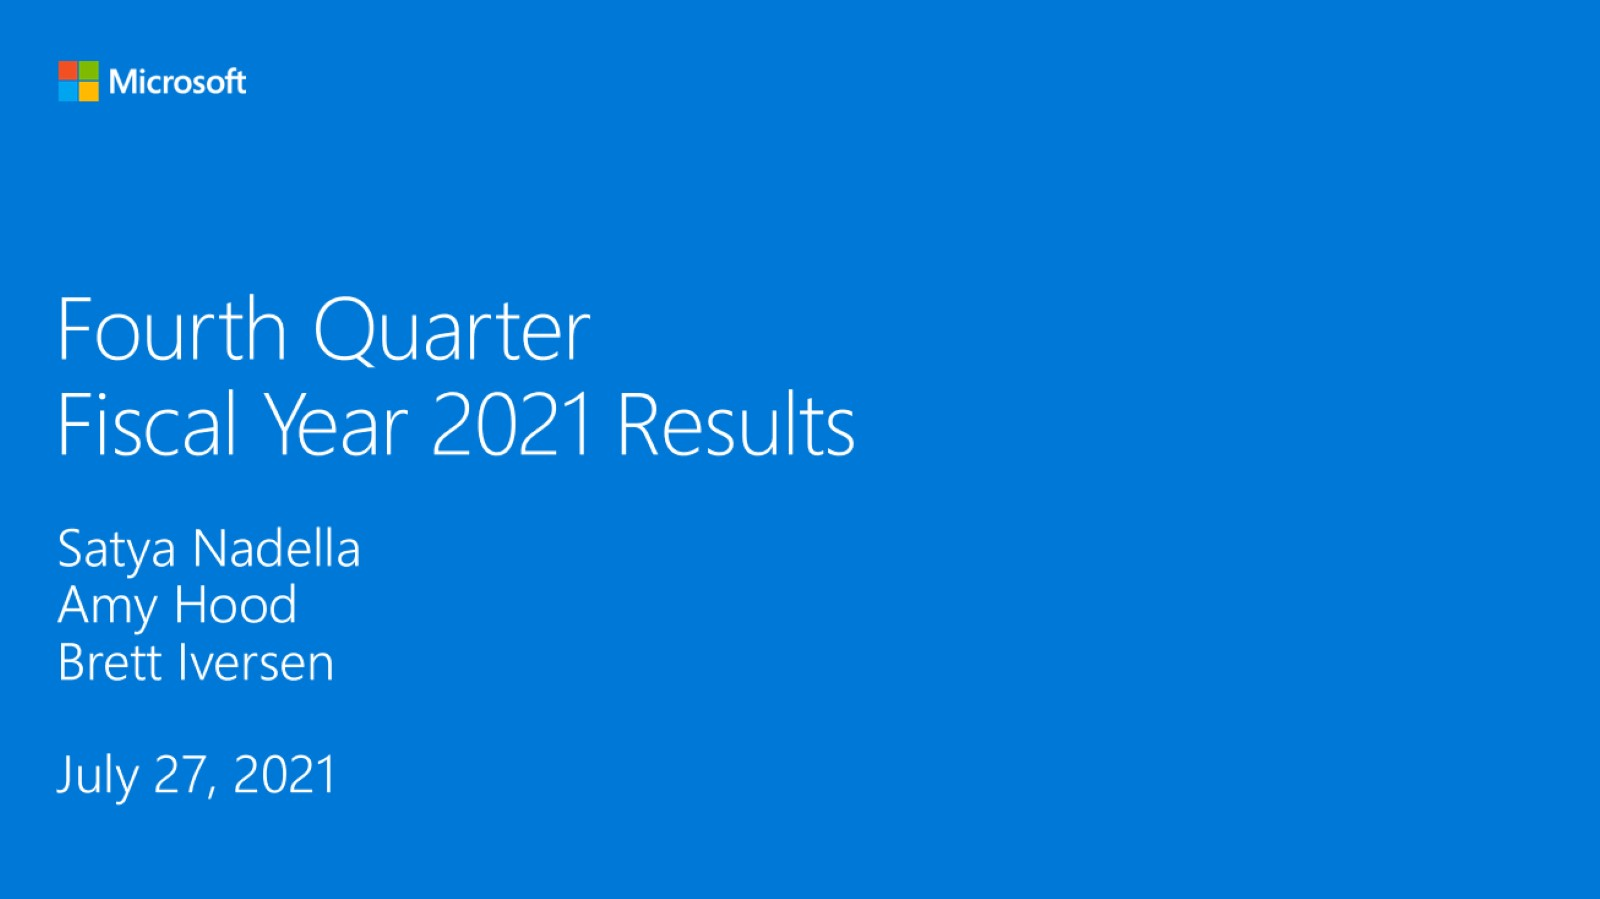 Microsoft
Fourth Quarter
Fiscal Year 2021 Results
Satya Nadella
Amy Hood
Brett Iversen
July 27, 2021